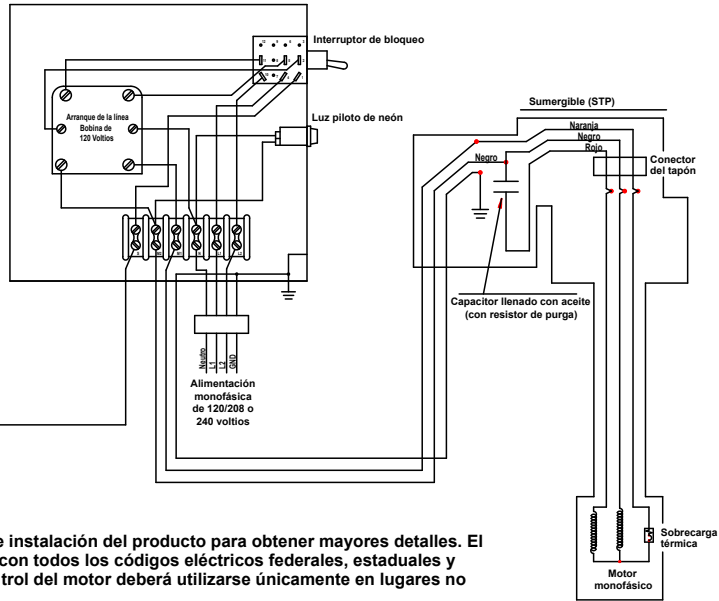 Interruptor de bloqueo
Arranque de la línea
Bobina de
120 Voltios
Luz piloto de neón
Neutro
L1
L2
GND
Alimentación
monofásica
de 120/208 o
240 voltios
Sumergible (STP)
Naranja
Negro
Rojo
Negro
Conector
del tapón
Capacitor llenado con aceite
(con resistor de purga)
Sobrecarga
térmica
Motor
monofásico
e instalación del producto para obtener mayores detalles. El
con todos los códigos eléctricos federales, estaduales y
trol del motor deberá utilizarse únicamente en lugares no